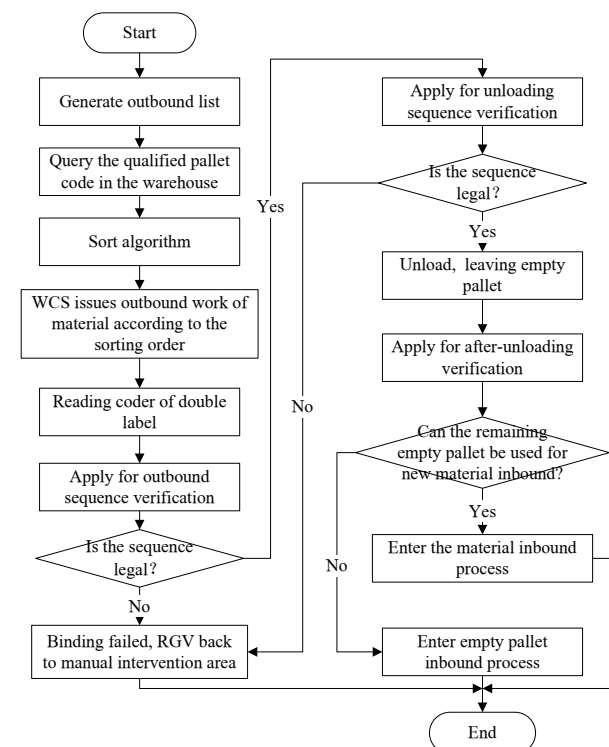 Start
Generate outbound list
Query the qualified pallet
code in the warehouse
Sort algorithm
WCS issues outbound work of
material according to the
sorting order
Reading coder of double
label
Apply for outbound
sequence verification
Is the sequence
legal?
No
Binding failed, RGV back
to manual intervention area
Yes
Apply for unloading
sequence verification
Is the sequence
legal?
Yes
No
Unload, leaving empty
pallet
Apply for after-unloading
verification
Can the remaining
empty pallet be used for
new material inbound?
Yes
No
Enter the material inbound
process
Enter empty pallet
inbound process
End